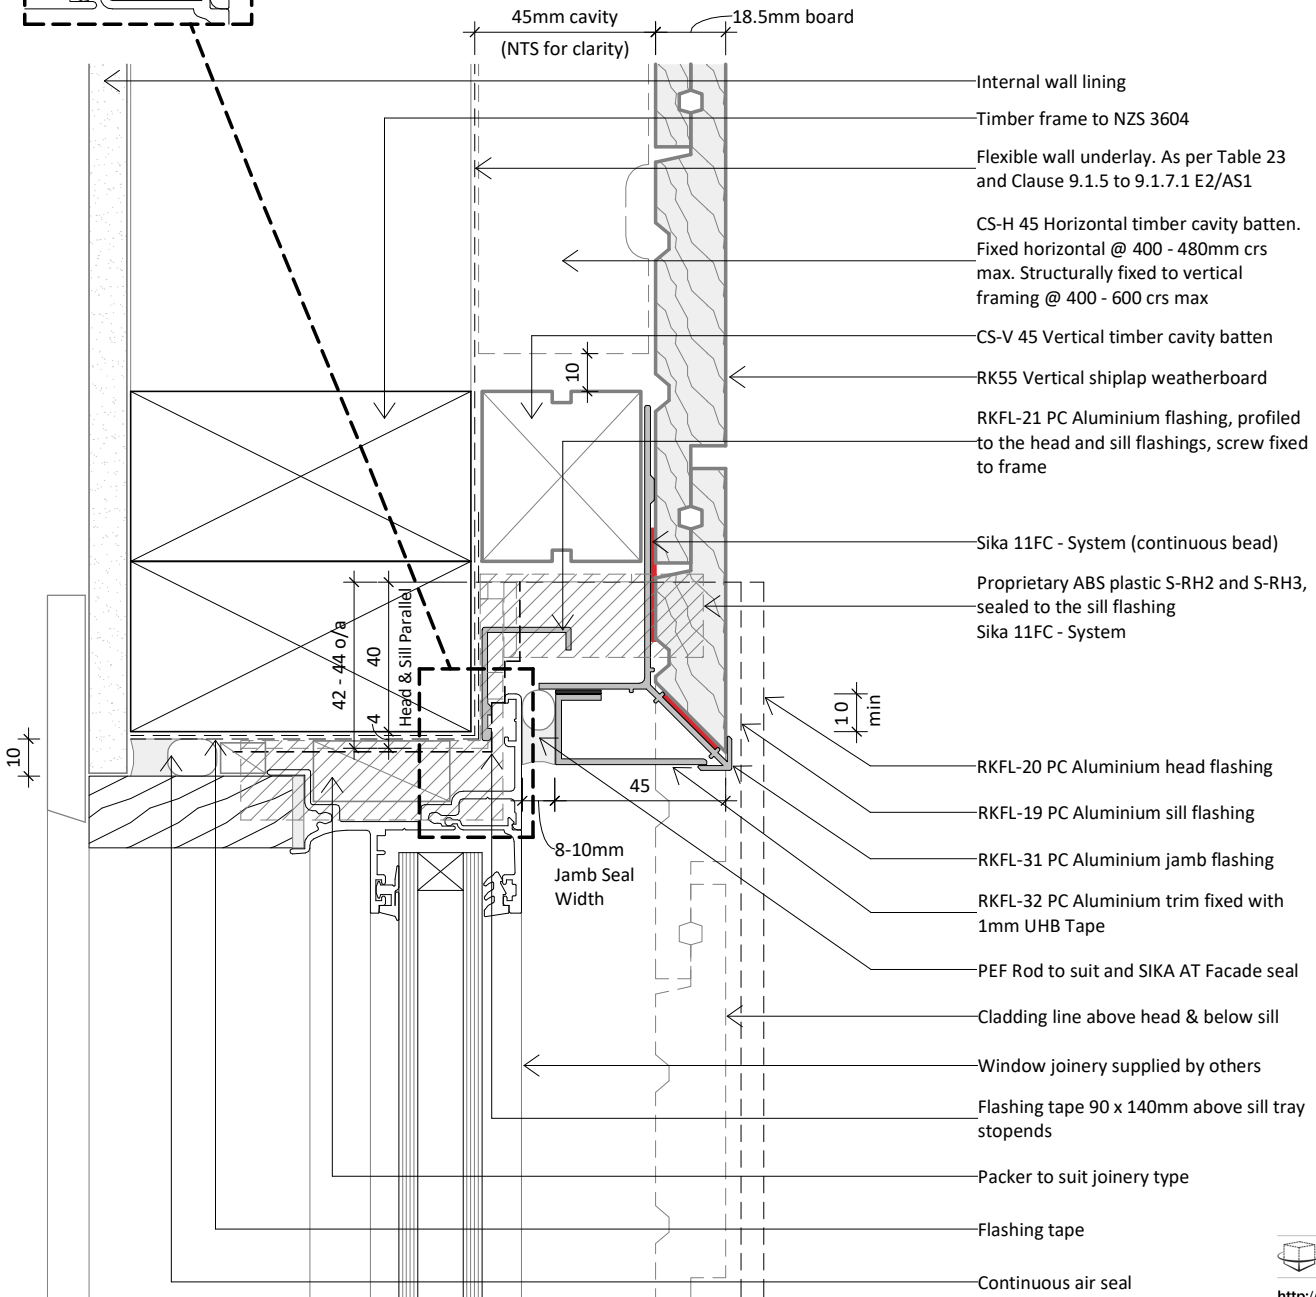 45mm cavity
(NTS for clarity)
18.5mm board
Internal wall lining
Timber frame to NZS 3604
Flexible wall underlay. As per Table 23
and Clause 9.1.5 to 9.1.7.1 E2/AS1
CS-H 45 Horizontal timber cavity batten.
Fixed horizontal @ 400 - 480mm crs
max. Structurally fixed to vertical
framing @ 400 - 600 crs max
CS-V 45 Vertical timber cavity batten
10
RK55 Vertical shiplap weatherboard
RKFL-21 PC Aluminium flashing, profiled
to the head and sill flashings, screw fixed
to frame
Sika 11FC - System (continuous bead)
Proprietary ABS plastic S-RH2 and S-RH3,
sealed to the sill flashing
Sika 11FC - System
42 - 44 o/a
40
4
Head & Sill Parallel
10
min
10
RKFL-20 PC Aluminium head flashing
45
RKFL-19 PC Aluminium sill flashing
8-10mm
Jamb Seal
Width
RKFL-31 PC Aluminium jamb flashing
RKFL-32 PC Aluminium trim fixed with
1mm UHB Tape
PEF Rod to suit and SIKA AT Facade seal
Cladding line above head & below sill
Window joinery supplied by others
Flashing tape 90 x 140mm above sill tray
stopends
Packer to suit joinery type
Flashing tape
Continuous air seal
http:/